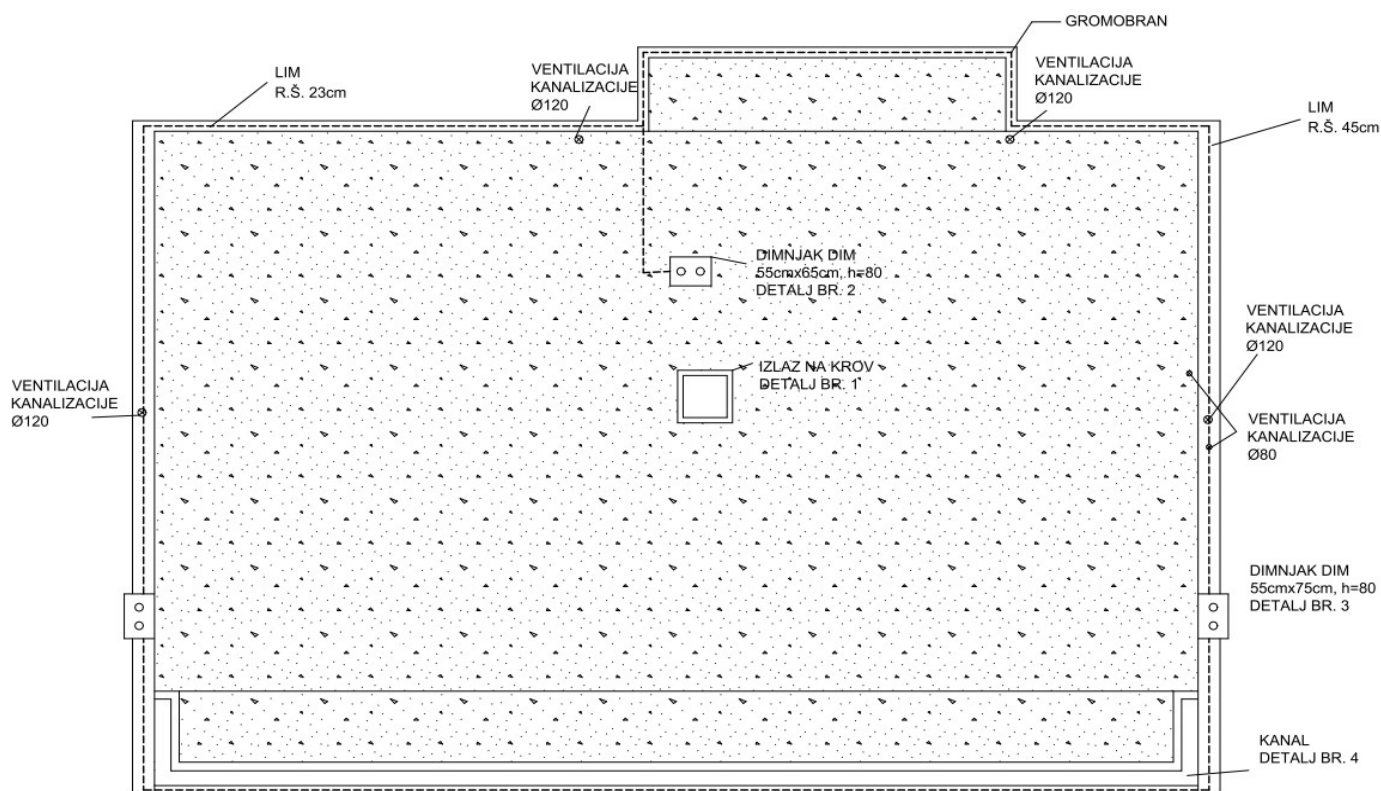 GROMOBRAN
LIM
R.Š. 23cm
VENTILACIJA
KANALIZACIJE
Ø120
VENTILACIJA
KANALIZACIJE
Ø120
LIM
R.Š. 45cm
DIMNJAK DIM
55cmx65cm, h=80
DETALJ BR. 2
VENTILACIJA
KANALIZACIJE
Ø120
IZLAZ NA KROV
DETALJ BR. 1
VENTILACIJA
KANALIZACIJE
Ø120
VENTILACIJA
KANALIZACIJE
Ø80
DIMNJAK DIM
55cmx75cm, h=80
DETALJ BR. 3
KANAL
DETALJ BR. 4